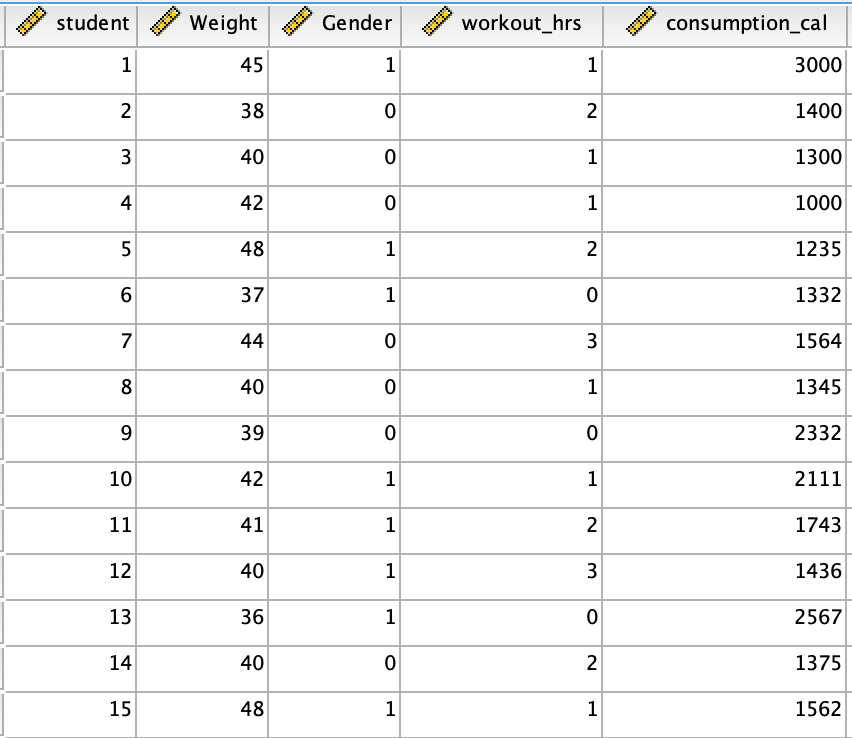 student Weight Gender workout_hrs consumption_cal
1 45 1 1 3000
2 38 0 2 1400
3 40 0 1 1300
4 42 0 1 1000
5 48 1 2 1235
6 37 1 0 1332
7 44 0 3 1564
8 40 0 1 1345
9 39 0 0 2332
10 42 1 1 2111
11 41 1 2 1743
12 40 1 3 1436
13 36 1 0 2567
14 40 0 2 1375
15 48 1 1 1562